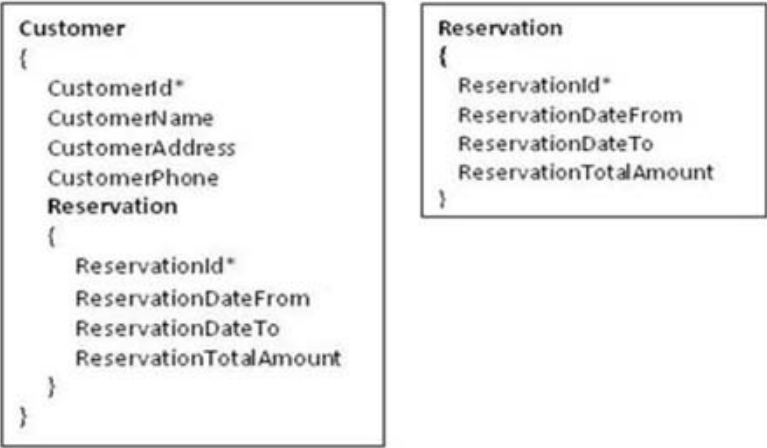 Customer
{
CustomerId*
CustomerName
CustomerAddress
CustomerPhone
Reservation
{
ReservationId*
ReservationDateFrom
ReservationDateTo
ReservationTotalAmount
}
}
Reservation
{
ReservationId*
ReservationDateFrom
ReservationDateTo
ReservationTotalAmount
}